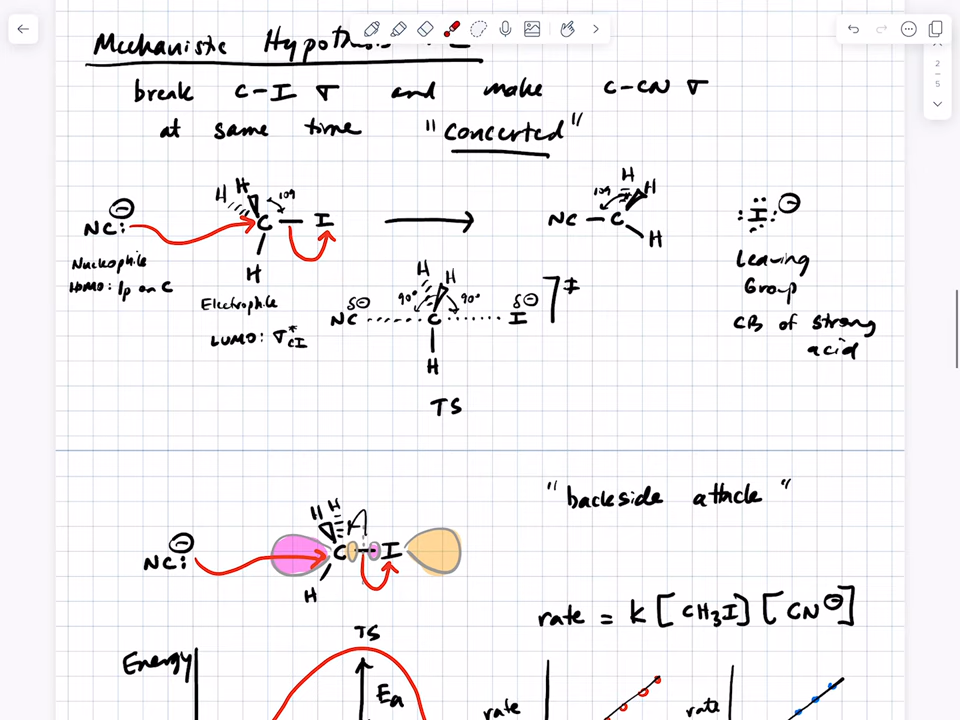 Mechanistic
break C-I σ and make C-CN σ
at same time "concerted"
NC:⊖ H H C-I H 109
NC-C H H H 109
:I:⊖
Nucleophile
HOMO: lp on C
Electrophile
LUMO: σ*CI
NC δ⊖ H H 90° C 90° H I δ⊖ ‡
TS
Leaving
Group
CB of strong
acid
"backside attack"
NC:⊖ H H C-I H
rate = k [CH3I] [CN⊖]
TS
Energy
Ea
rate
rate
2
5